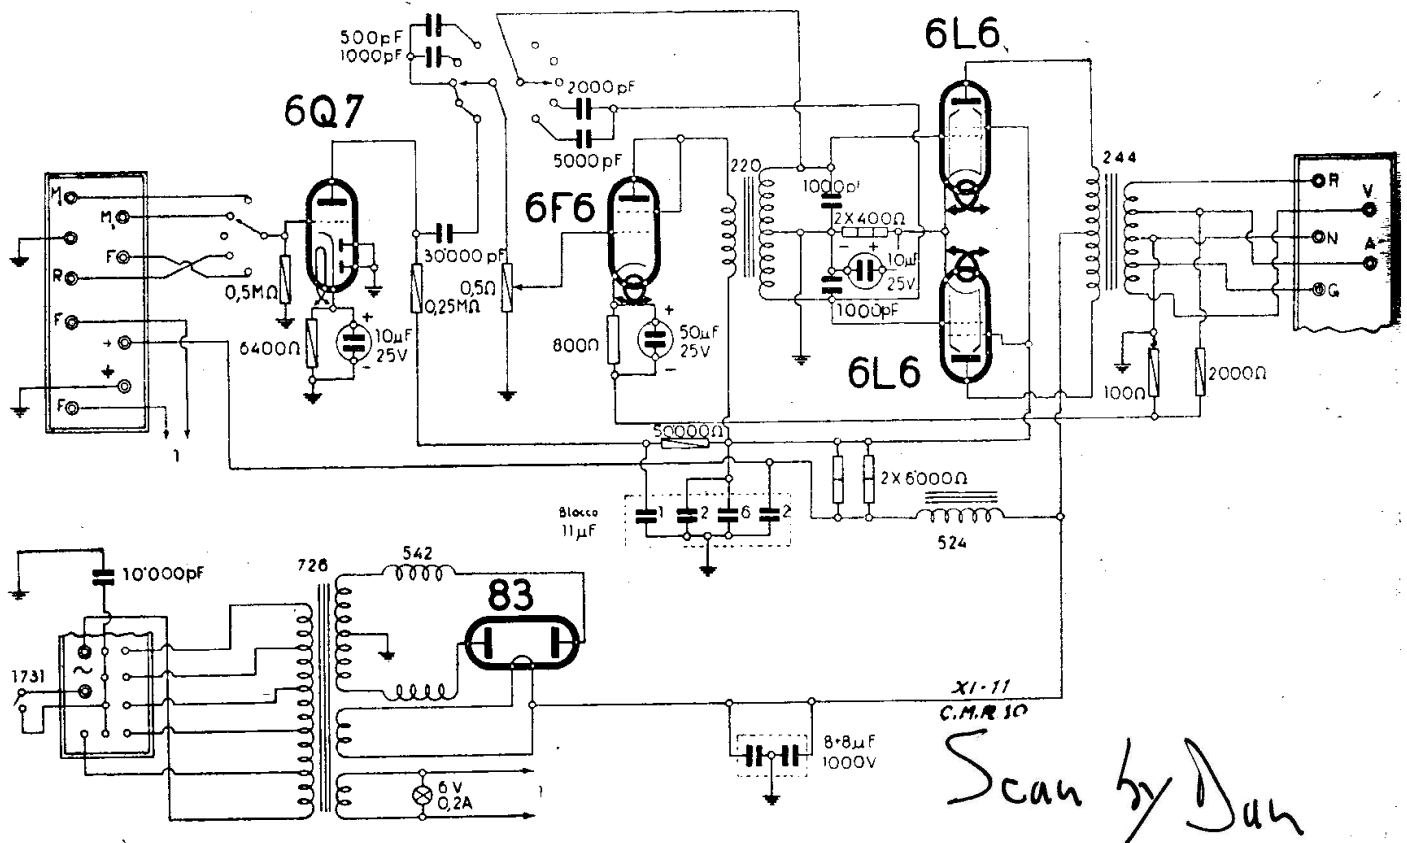 500pF
1000pF
6Q7
2000pF
5000pF
6L6
220
244
M
M
F
R
F
F
0,5MΩ
6400Ω
+
10µF
25V
-
30'000pF
0,25MΩ
0,5Ω
6F6
800Ω
+
50µF
25V
-
1000pF
2X400Ω
- +
10µF
25V
1000pF
6L6
R
V
N
A
G
100Ω
2000Ω
1
50000Ω
2X6000Ω
Blocco
11µF
1 2 6 2
524
10'000pF
726
542
83
1731
~
6V
0,2A
1
XI-11
C.M.R 10
8+8µF
1000V
Scan by Dan